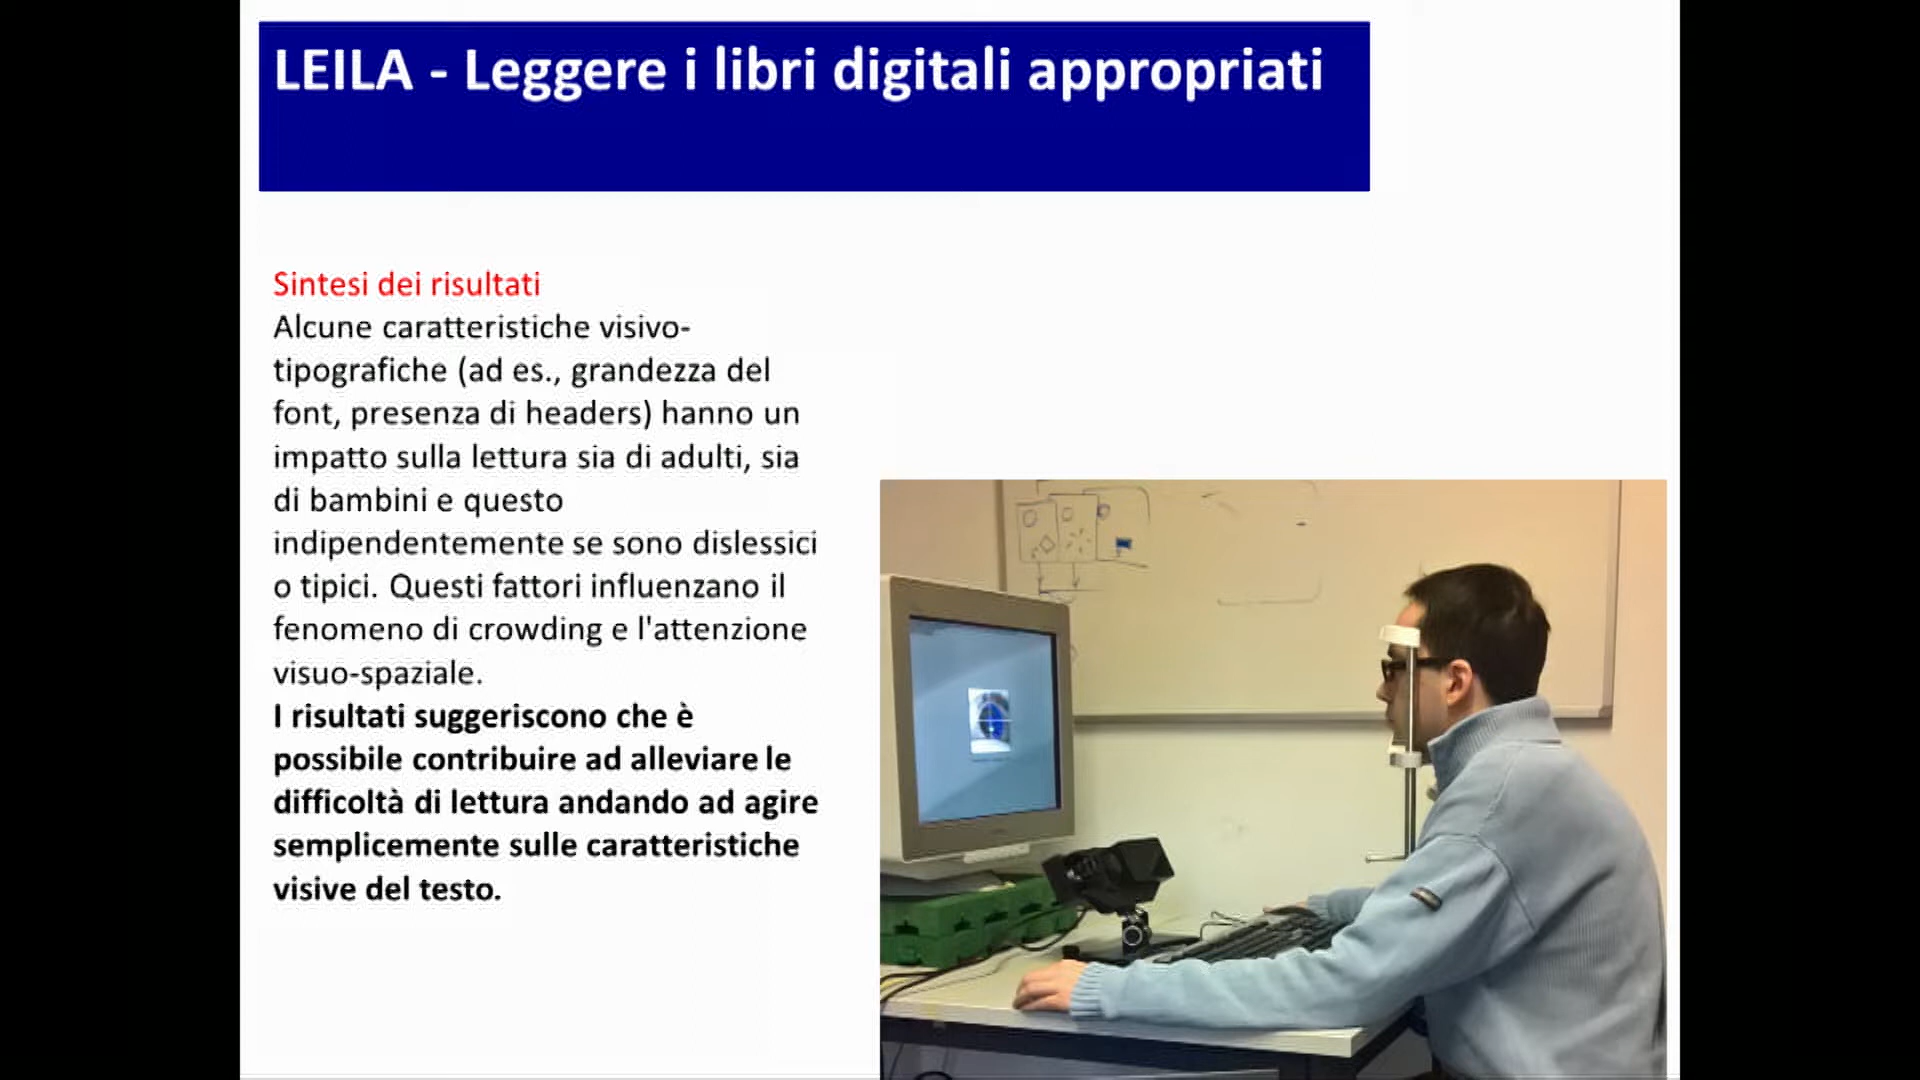 LEILA - Leggere i libri digitali appropriati
Sintesi dei risultati
Alcune caratteristiche visivo-
tipografiche (ad es., grandezza del
font, presenza di headers) hanno un
impatto sulla lettura sia di adulti, sia
di bambini e questo
indipendentemente se sono dislessici
o tipici. Questi fattori influenzano il
fenomeno di crowding e l'attenzione
visuo-spaziale.
I risultati suggeriscono che è
possibile contribuire ad alleviare le
difficoltà di lettura andando ad agire
semplicemente sulle caratteristiche
visive del testo.